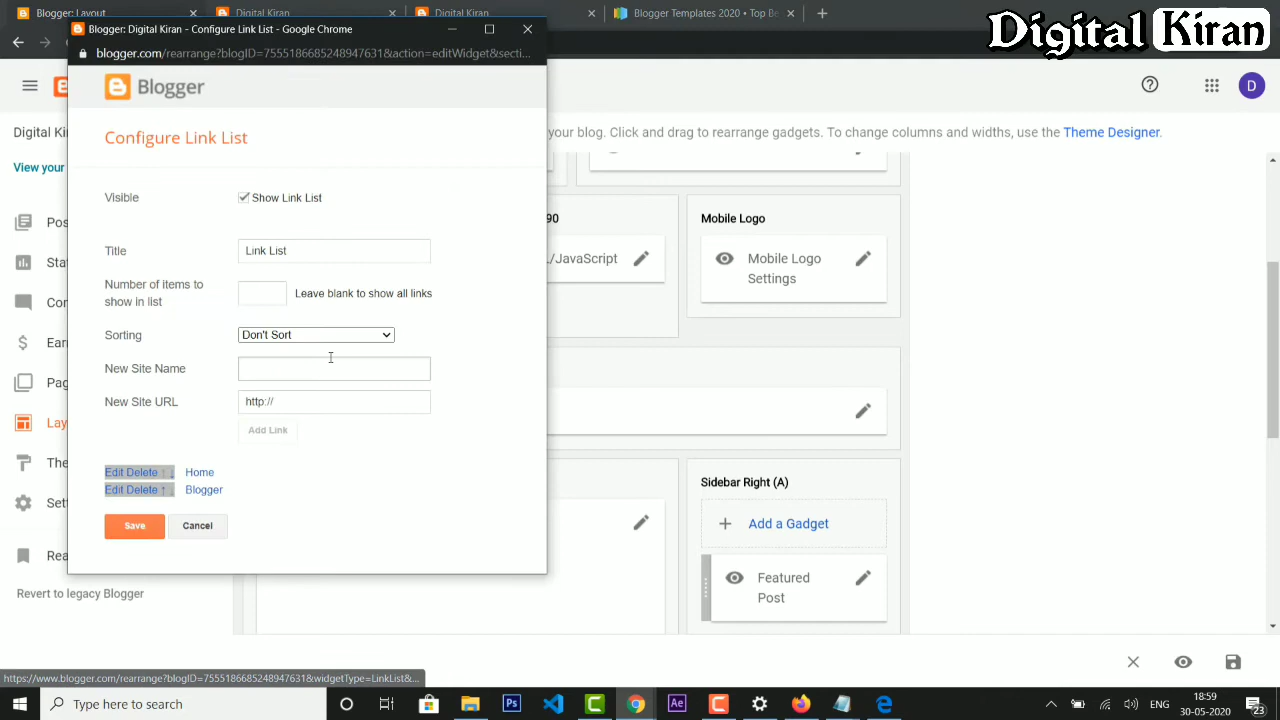 Layout
Digital Kiran
Digital Kiran
Blogger Templates 2020 • Top Be
Digital Kiran
Blogger: Digital Kiran - Configure Link List - Google Chrome
blogger.com/rearrange?blogID=7555186685248947631&action=editWidget&secti...
Blogger
D
Digital Kiran
your blog. Click and drag to rearrange gadgets. To change columns and widths, use the Theme Designer.
Configure Link List
View your
Visible
Show Link List
Title
Link List
Number of items to show in list
Leave blank to show all links
Sorting
Don't Sort
New Site Name
New Site URL
http://
Add Link
Edit Delete ↑ ↓ Home
Edit Delete ↑ ↓ Blogger
Save
Cancel
Pos
Stat
Con
Earn
Pag
Lay
The
Sett
Rea
Revert to legacy Blogger
90
./JavaScript
Mobile Logo
Mobile Logo
Settings
Sidebar Right (A)
Add a Gadget
Featured
Post
https://www.blogger.com/rearrange?blogID=7555186685248947631&widgetType=LinkList&...
Type here to search
Ps
Ae
ENG
18:59
30-05-2020
23